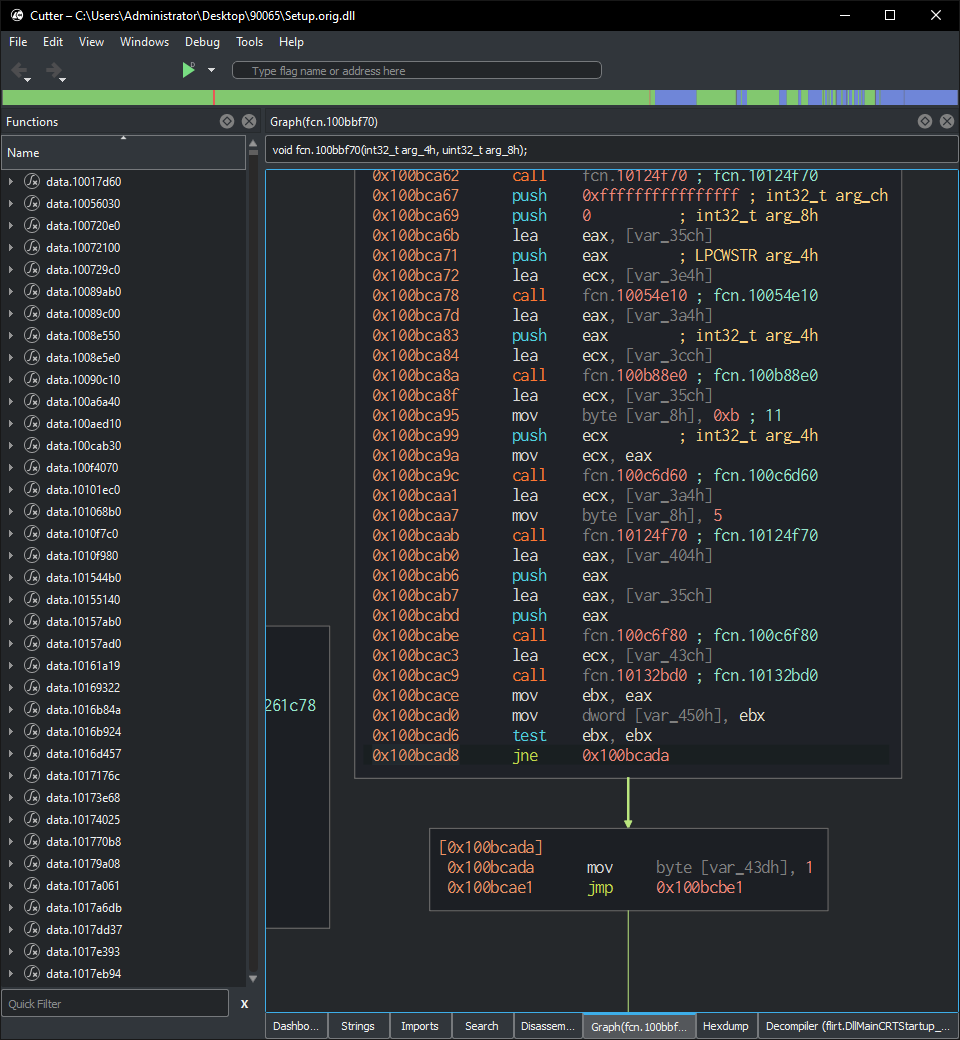 Cutter – C:\Users\Administrator\Desktop\90065\Setup.orig.dll
File Edit View Windows Debug Tools Help
Type flag name or address here
Functions
Name
data.10017d60
data.10056030
data.100720e0
data.10072100
data.100729c0
data.10089ab0
data.10089c00
data.1008e550
data.1008e5e0
data.10090c10
data.100a6a40
data.100aed10
data.100cab30
data.100f4070
data.10101ec0
data.101068b0
data.1010f7c0
data.1010f980
data.101544b0
data.10155140
data.10157ab0
data.10157ad0
data.10161a19
data.10169322
data.1016b84a
data.1016b924
data.1016d457
data.1017176c
data.10173e68
data.10174025
data.101770b8
data.10179a08
data.1017a061
data.1017a6db
data.1017dd37
data.1017e393
data.1017eb94
Quick Filter X
Graph(fcn.100bbf70)
void fcn.100bbf70(int32_t arg_4h, uint32_t arg_8h);
0x100bca62 call fcn.10124f70 ; fcn.10124f70
0x100bca67 push 0xffffffffffffffff ; int32_t arg_ch
0x100bca69 push 0 ; int32_t arg_8h
0x100bca6b lea eax, [var_35ch]
0x100bca71 push eax ; LPCWSTR arg_4h
0x100bca72 lea ecx, [var_3e4h]
0x100bca78 call fcn.10054e10 ; fcn.10054e10
0x100bca7d lea eax, [var_3a4h]
0x100bca83 push eax ; int32_t arg_4h
0x100bca84 lea ecx, [var_3cch]
0x100bca8a call fcn.100b88e0 ; fcn.100b88e0
0x100bca8f lea ecx, [var_35ch]
0x100bca95 mov byte [var_8h], 0xb ; 11
0x100bca99 push ecx ; int32_t arg_4h
0x100bca9a mov ecx, eax
0x100bca9c call fcn.100c6d60 ; fcn.100c6d60
0x100bcaa1 lea ecx, [var_3a4h]
0x100bcaa7 mov byte [var_8h], 5
0x100bcaab call fcn.10124f70 ; fcn.10124f70
0x100bcab0 lea eax, [var_404h]
0x100bcab6 push eax
0x100bcab7 lea eax, [var_35ch]
0x100bcabd push eax
0x100bcabe call fcn.100c6f80 ; fcn.100c6f80
0x100bcac3 lea ecx, [var_43ch]
0x100bcac9 call fcn.10132bd0 ; fcn.10132bd0
0x100bcace mov ebx, eax
0x100bcad0 mov dword [var_450h], ebx
0x100bcad6 test ebx, ebx
0x100bcad8 jne 0x100bcada
261c78
[0x100bcada]
0x100bcada mov byte [var_43dh], 1
0x100bcae1 jmp 0x100bcbe1
Dashbo... Strings Imports Search Disassem... Graph(fcn.100bbf... Hexdump Decompiler (flirt.DllMainCRTStartup_...